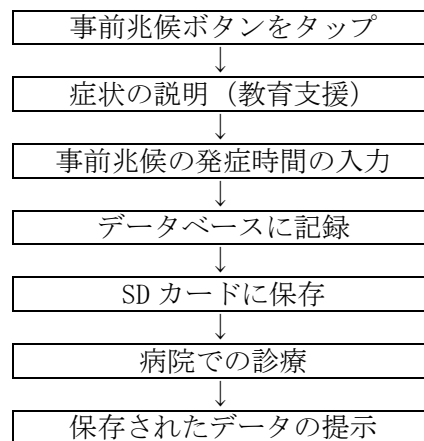 事前兆候ボタンをタップ
↓
症状の説明（教育支援）
↓
事前兆候の発症時間の入力
↓
データベースに記録
↓
SDカードに保存
↓
病院での診療
↓
保存されたデータの提示